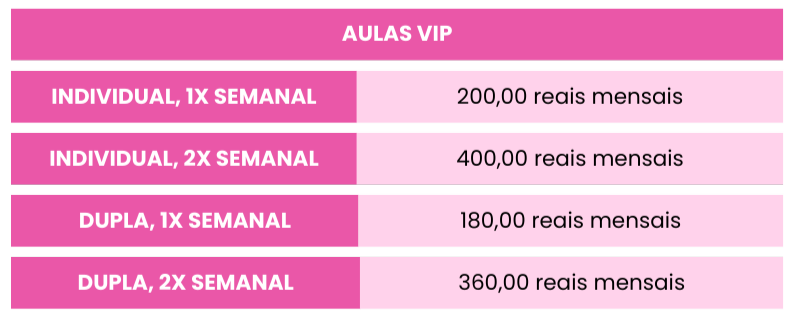 AULAS VIP
INDIVIDUAL, 1X SEMANAL 200,00 reais mensais
INDIVIDUAL, 2X SEMANAL 400,00 reais mensais
DUPLA, 1X SEMANAL 180,00 reais mensais
DUPLA, 2X SEMANAL 360,00 reais mensais